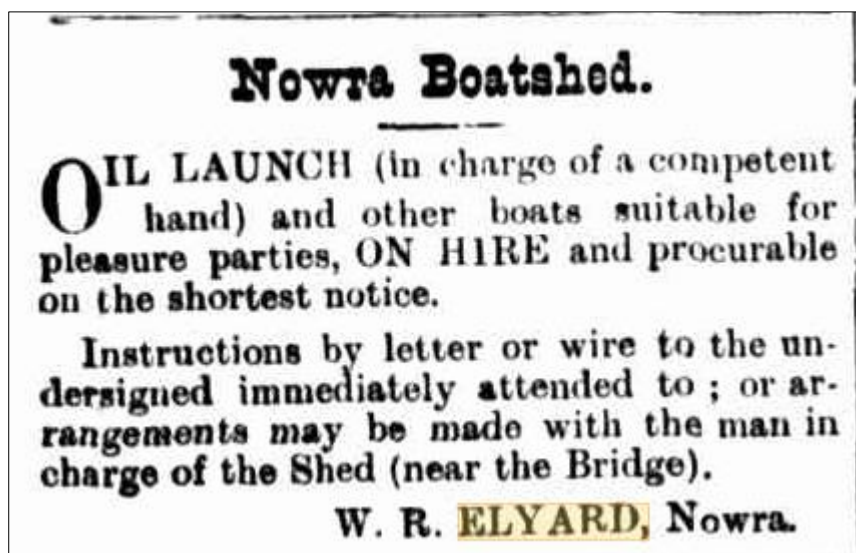 Nowra Boatshed.
OIL LAUNCH (in charge of a competent
hand) and other boats suitable for
pleasure parties, ON HIRE and procurable
on the shortest notice.
Instructions by letter or wire to the un-
dersigned immediately attended to ; or ar-
rangements may be made with the man in
charge of the Shed (near the Bridge).
W. R. ELYARD, Nowra.